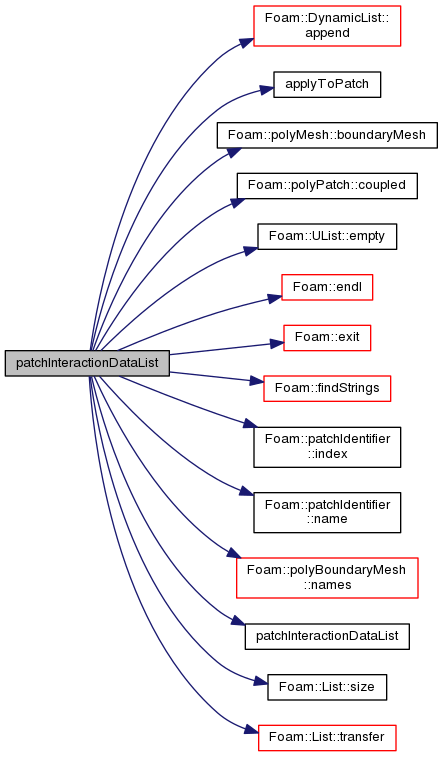 Foam::DynamicList::
append
applyToPatch
Foam::polyMesh::boundaryMesh
Foam::polyPatch::coupled
Foam::UList::empty
Foam::endl
Foam::exit
patchInteractionDataList
Foam::findStrings
Foam::patchIdentifier
::index
Foam::patchIdentifier
::name
Foam::polyBoundaryMesh
::names
patchInteractionDataList
Foam::List::size
Foam::List::transfer